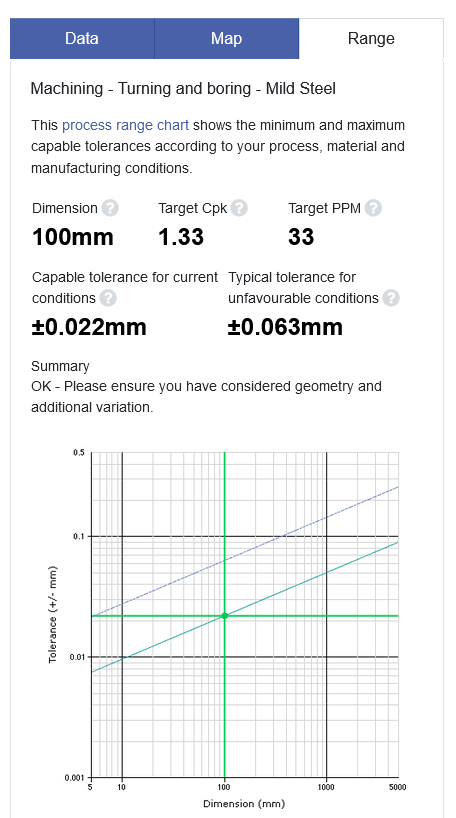 Data Map Range
Machining - Turning and boring - Mild Steel
This process range chart shows the minimum and maximum
capable tolerances according to your process, material and
manufacturing conditions.
Dimension ? Target Cpk ? Target PPM ?
100mm 1.33 33
Capable tolerance for current Typical tolerance for
conditions ? unfavourable conditions ?
±0.022mm ±0.063mm
Summary
OK - Please ensure you have considered geometry and
additional variation.
0.5
0.1
Tolerance (+/- mm)
0.01
0.001
5 10 100 1000 5000
Dimension (mm)